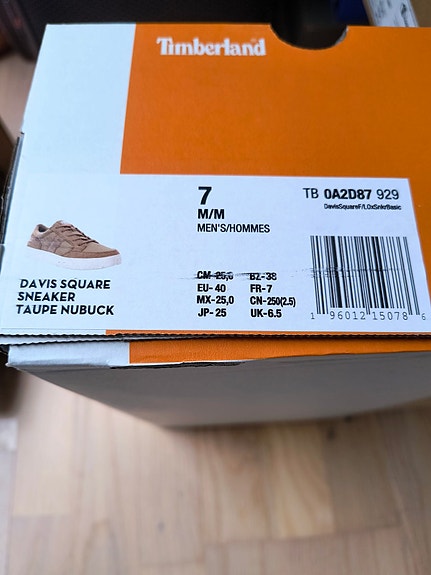 Timberland
7
M/M
MEN'S/HOMMES
TB 0A2D87 929
DavisSquareF/LOxSnkrBasic
CM-25,0 BZ-38
EU-40 FR-7
MX-25,0 CN-250(2.5)
JP-25 UK-6.5
DAVIS SQUARE
SNEAKER
TAUPE NUBUCK
1 96012 15078 6